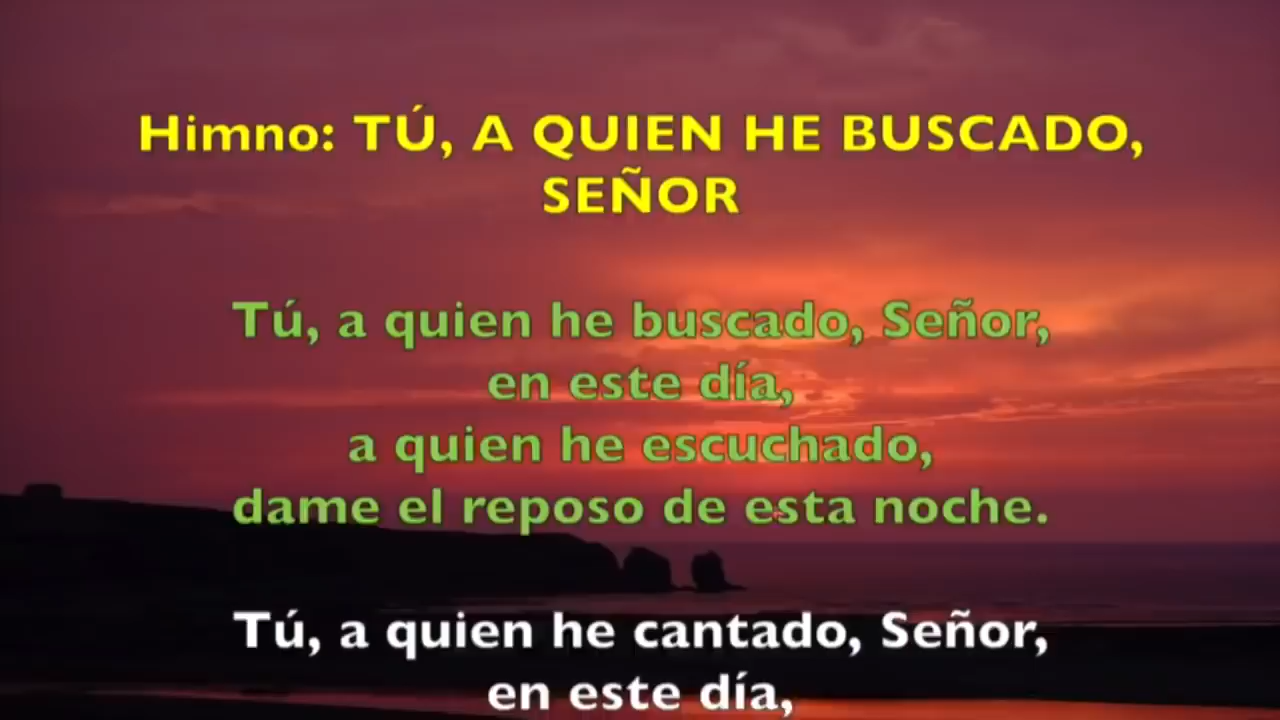 Himno: TÚ, A QUIEN HE BUSCADO,
SEÑOR
Tú, a quien he buscado, Señor,
en este día,
a quien he escuchado,
dame el reposo de esta noche.
Tú, a quien he cantado, Señor,
en este día,